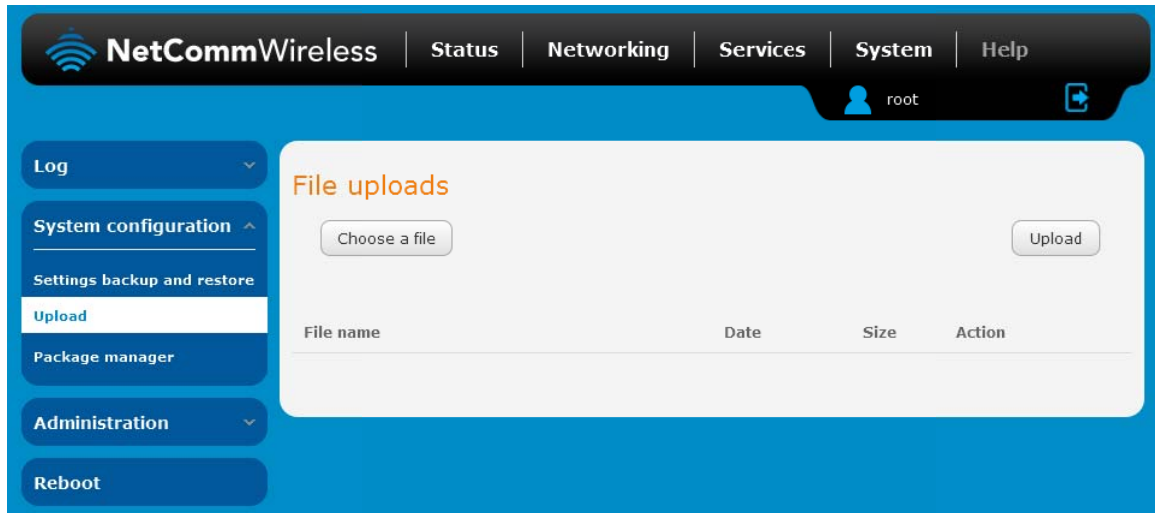 NetCommWireless Status Networking Services System Help
root
Log
System configuration
Settings backup and restore
Upload
Package manager
Administration
Reboot
File uploads
Choose a file Upload
File name Date Size Action